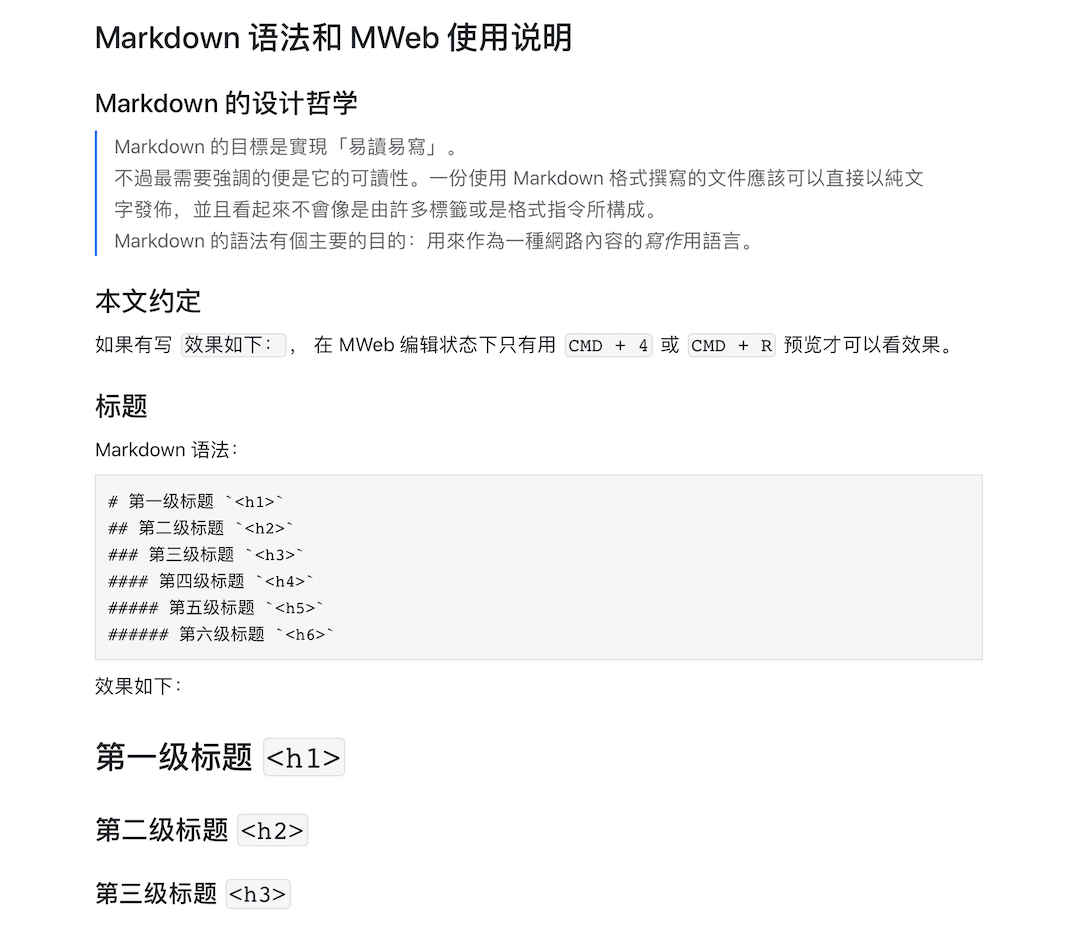 Markdown 语法和 MWeb 使用说明
Markdown 的设计哲学
Markdown 的目標是實現「易讀易寫」。
不過最需要強調的便是它的可讀性。一份使用 Markdown 格式撰寫的文件應該可以直接以純文
字發佈，並且看起來不會像是由許多標籤或是格式指令所構成。
Markdown 的語法有個主要的目的：用來作為一種網路內容的寫作用語言。
本文约定
如果有写 效果如下：， 在 MWeb 编辑状态下只有用 CMD + 4 或 CMD + R 预览才可以看效果。
标题
Markdown 语法：
# 第一级标题 `<h1>`
## 第二级标题 `<h2>`
### 第三级标题 `<h3>`
#### 第四级标题 `<h4>`
##### 第五级标题 `<h5>`
###### 第六级标题 `<h6>`
效果如下：
第一级标题 <h1>
第二级标题 <h2>
第三级标题 <h3>